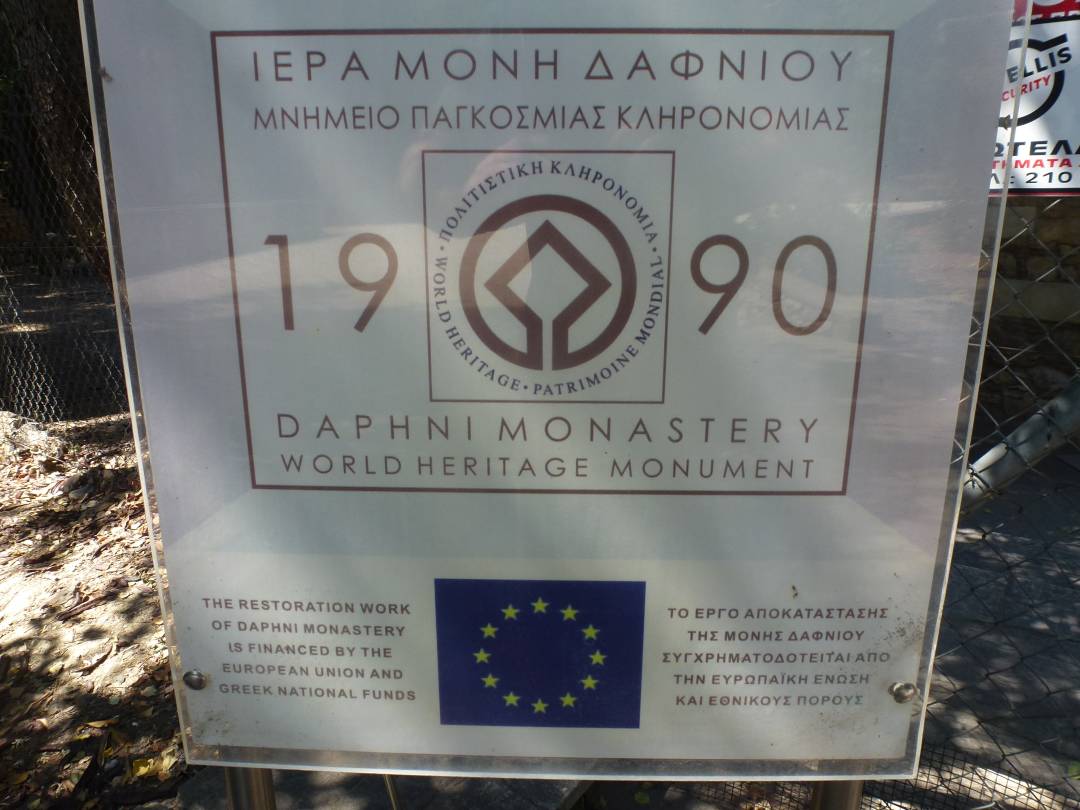 ΙΕΡΑ ΜΟΝΗ ΔΑΦΝΙΟΥ
ΜΝΗΜΕΙΟ ΠΑΓΚΟΣΜΙΑΣ ΚΛΗΡΟΝΟΜΙΑΣ
19 90
• ΠΟΛΙΤΙΣΤΙΚΗ ΚΛΗΡΟΝΟΜΙΑ •
WORLD HERITAGE • PATRIMOINE MONDIAL
DAPHNI MONASTERY
WORLD HERITAGE MONUMENT
THE RESTORATION WORK
OF DAPHNI MONASTERY
IS FINANCED BY THE
EUROPEAN UNION AND
GREEK NATIONAL FUNDS
ΤΟ ΕΡΓΟ ΑΠΟΚΑΤΑΣΤΑΣΗΣ
ΤΗΣ ΜΟΝΗΣ ΔΑΦΝΙΟΥ
ΣΥΓΧΡΗΜΑΤΟΔΟΤΕΙΤΑΙ ΑΠΟ
ΤΗΝ ΕΥΡΩΠΑΪΚΗ ΕΝΩΣΗ
ΚΑΙ ΕΘΝΙΚΟΥΣ ΠΟΡΟΥΣ
210